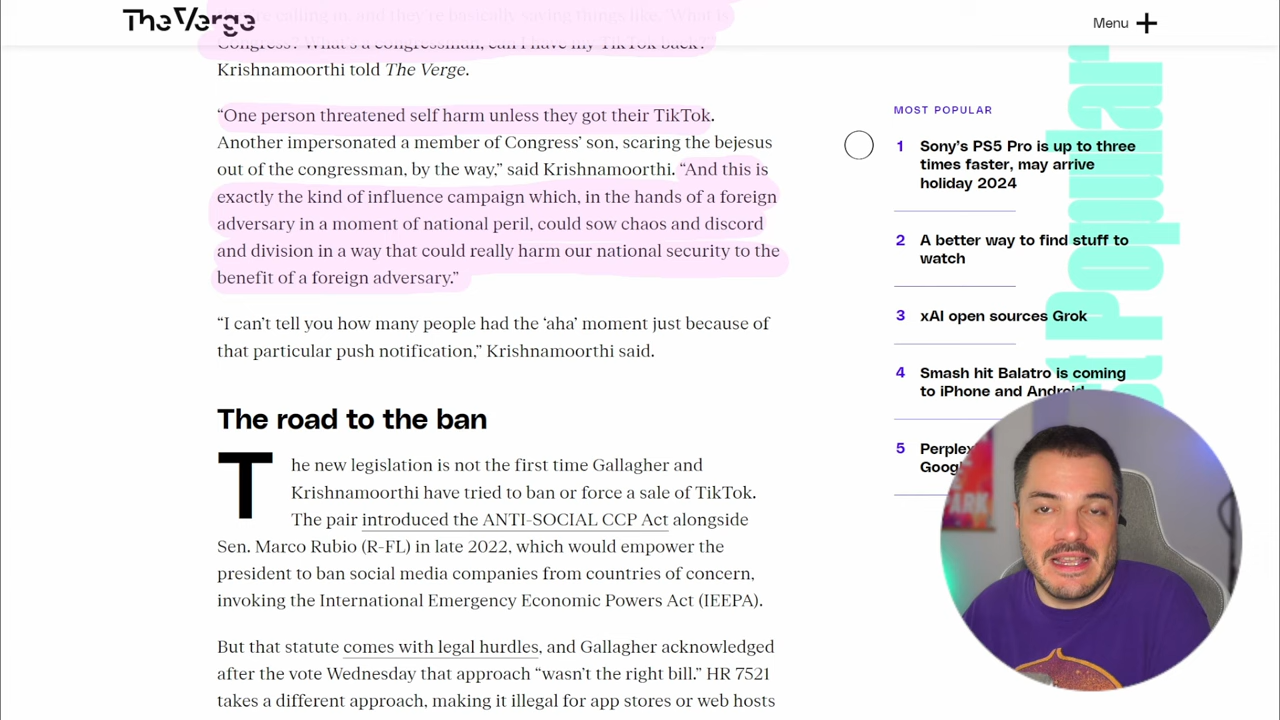 The Verge
Menu
Congress? What's a congressman, can I have my TikTok back?'
Krishnamoorthi told The Verge.
“One person threatened self harm unless they got their TikTok.
Another impersonated a member of Congress’ son, scaring the bejesus
out of the congressman, by the way,” said Krishnamoorthi. “And this is
exactly the kind of influence campaign which, in the hands of a foreign
adversary in a moment of national peril, could sow chaos and discord
and division in a way that could really harm our national security to the
benefit of a foreign adversary.”
“I can’t tell you how many people had the ‘aha’ moment just because of
that particular push notification,” Krishnamoorthi said.
The road to the ban
The new legislation is not the first time Gallagher and
Krishnamoorthi have tried to ban or force a sale of TikTok.
The pair introduced the ANTI-SOCIAL CCP Act alongside
Sen. Marco Rubio (R-FL) in late 2022, which would empower the
president to ban social media companies from countries of concern,
invoking the International Emergency Economic Powers Act (IEEPA).
But that statute comes with legal hurdles, and Gallagher acknowledged
after the vote Wednesday that approach “wasn’t the right bill.” HR 7521
takes a different approach, making it illegal for app stores or web hosts
MOST POPULAR
1 Sony’s PS5 Pro is up to three
times faster, may arrive
holiday 2024
2 A better way to find stuff to
watch
3 xAI open sources Grok
4 Smash hit Balatro is coming
to iPhone and Android
5
Popular
PARK